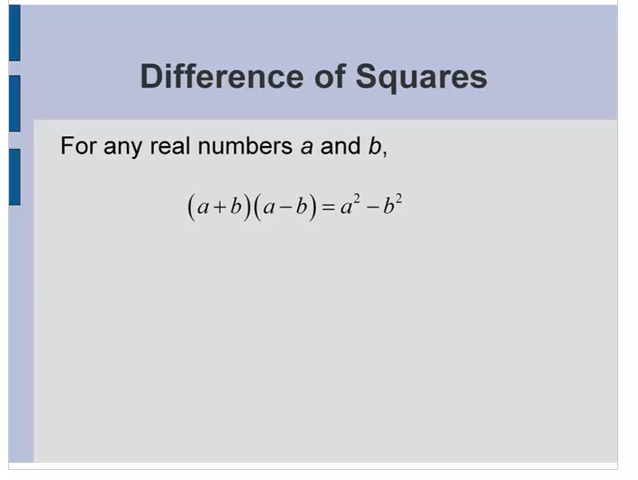 Difference of Squares
For any real numbers a and b,
(a + b)(a − b) = a² − b²